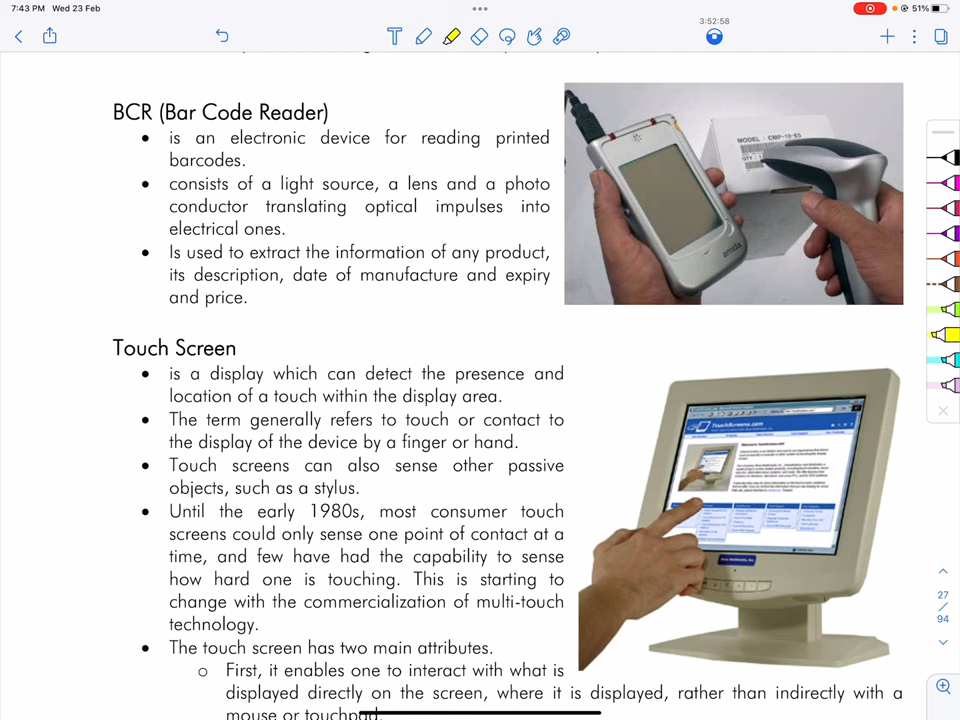 7:43 PM Wed 23 Feb
51%
3:52:58
BCR (Bar Code Reader)
• is an electronic device for reading printed
barcodes.
• consists of a light source, a lens and a photo
conductor translating optical impulses into
electrical ones.
• Is used to extract the information of any product,
its description, date of manufacture and expiry
and price.
MODEL : CMP-10-ES
QTY :
amida
Touch Screen
• is a display which can detect the presence and
location of a touch within the display area.
• The term generally refers to touch or contact to
the display of the device by a finger or hand.
• Touch screens can also sense other passive
objects, such as a stylus.
• Until the early 1980s, most consumer touch
screens could only sense one point of contact at a
time, and few have had the capability to sense
how hard one is touching. This is starting to
change with the commercialization of multi-touch
technology.
• The touch screen has two main attributes.
o First, it enables one to interact with what is
displayed directly on the screen, where it is displayed, rather than indirectly with a
mouse or touchpad.
TouchScreens.com
27
/
94